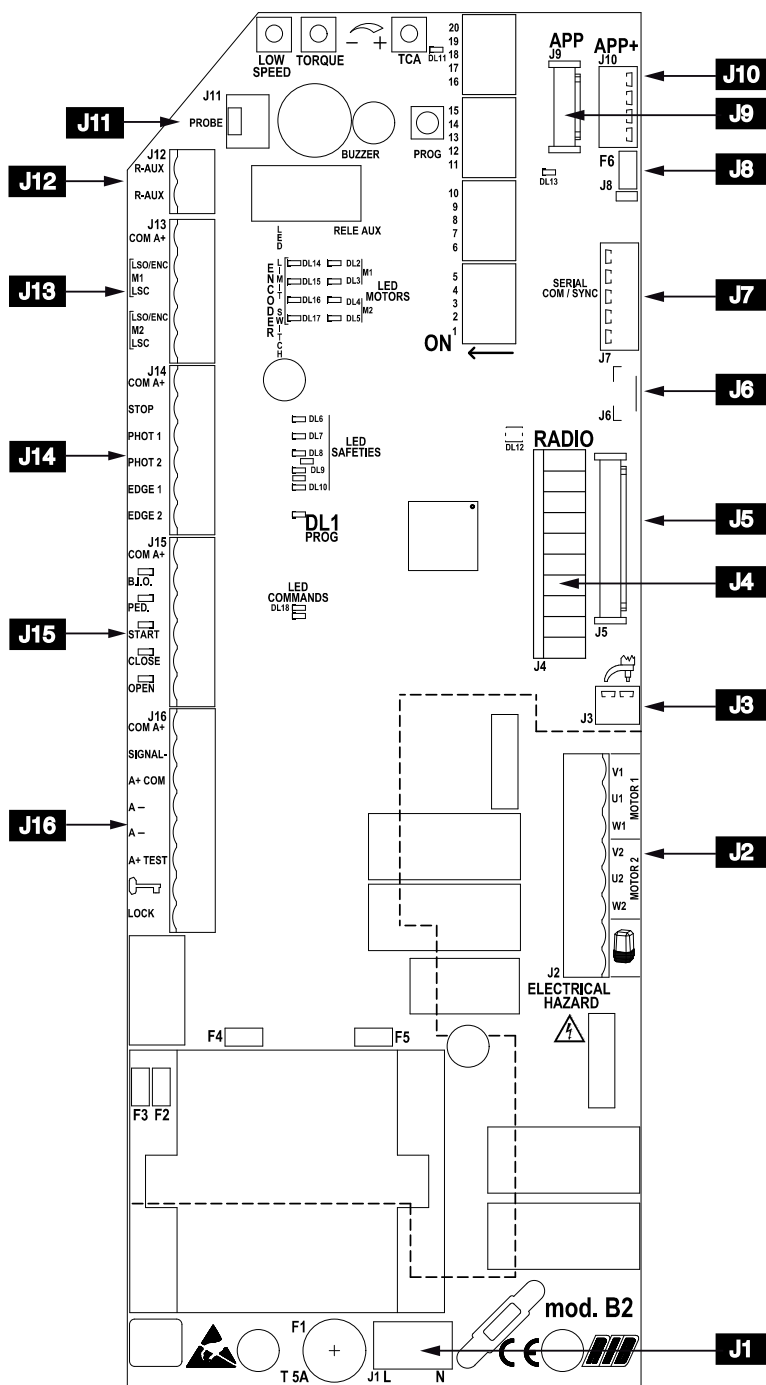 LOW SPEED
TORQUE
- +
TCA
DL11
20
19
18
17
16
APP
J9
APP+
J10
J10
J9
J11
J11
PROBE
BUZZER
PROG
15
14
13
12
11
F6
J8
J8
DL13
J12
J12
R-AUX
R-AUX
RELE AUX
10
9
8
7
6
J13
J13
COM A+
LSO/ENC
M1
LSC
LSO/ENC
M2
LSC
LED LIMIT SWITCH
ENCODER
DL14
DL15
DL16
DL17
DL2
DL3
DL4
DL5
M1
M2
LED MOTORS
5
4
3
2
1
ON
SERIAL COM / SYNC
J7
J7
J6
J6
J14
J14
COM A+
STOP
PHOT 1
PHOT 2
EDGE 1
EDGE 2
DL6
DL7
DL8
DL9
DL10
LED SAFETIES
DL1
PROG
DL12
RADIO
J5
J5
J4
J4
J15
J15
COM A+
B.I.O.
PED.
START
CLOSE
OPEN
LED COMMANDS
DL18
J3
J3
J16
J16
COM A+
SIGNAL-
A+ COM
A –
A –
A+ TEST
LOCK
V1
U1
W1
MOTOR 1
V2
U2
W2
MOTOR 2
J2
J2
ELECTRICAL HAZARD
F4
F5
F3
F2
mod. B2
F1
T 5A
J1
L
N
CE
J1